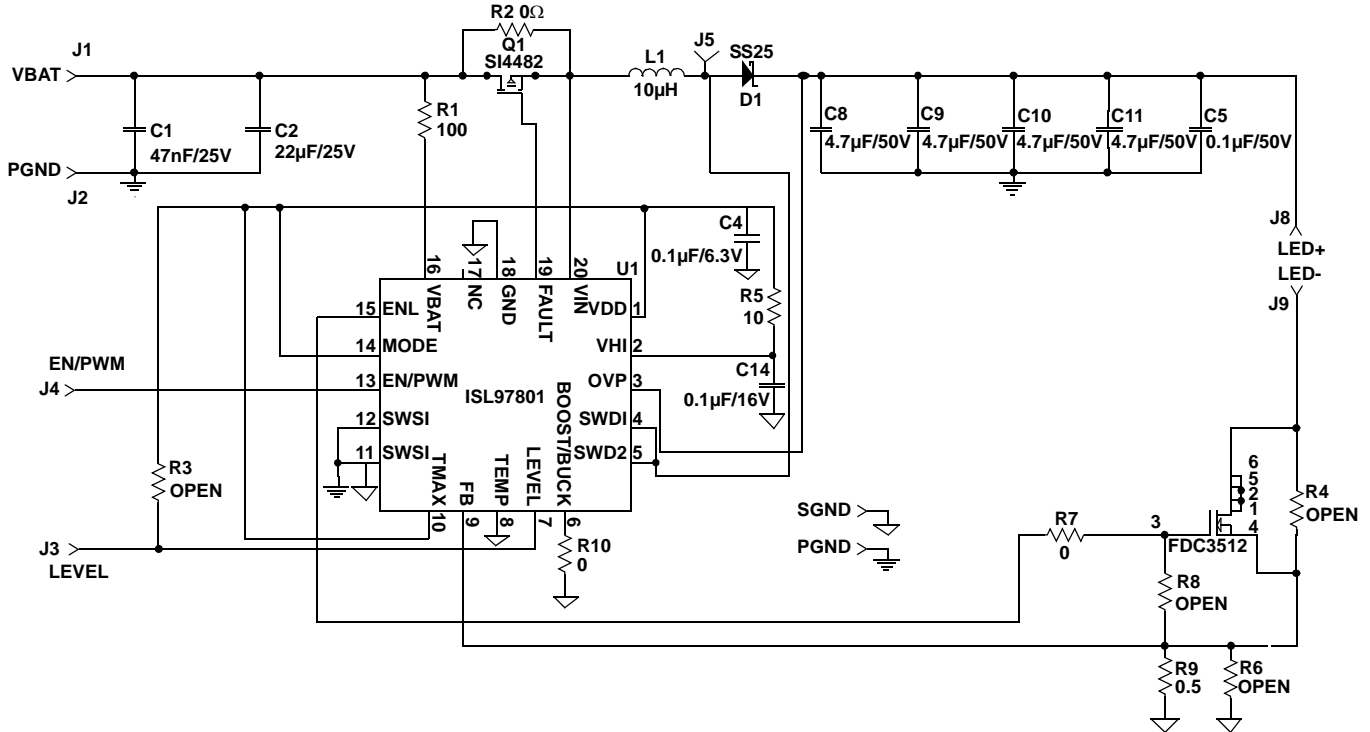 R2 0Ω
Q1
SI4482
J1
VBAT
J2
PGND
C1
47nF/25V
C2
22µF/25V
R1
100
L1
10µH
J5
SS25
D1
C8
4.7µF/50V
C9
4.7µF/50V
C10
4.7µF/50V
C11
4.7µF/50V
C5
0.1µF/50V
J8
LED+
LED-
J9
C4
0.1µF/6.3V
R5
10
C14
0.1µF/16V
U1
ISL97801
16 VBAT
17 NC
18 GND
19 FAULT
20 VIN
VDD 1
VHI 2
OVP 3
SWDI 4
SWD2 5
15 ENL
14 MODE
13 EN/PWM
12 SWSI
11 SWSI
TMAX 10
FB 9
TEMP 8
LEVEL 7
BOOST/BUCK 6
EN/PWM
J4
R3
OPEN
J3
LEVEL
R10
0
SGND
PGND
R7
0
3
6
5
2
1
4
FDC3512
R4
OPEN
R8
OPEN
R9
0.5
R6
OPEN